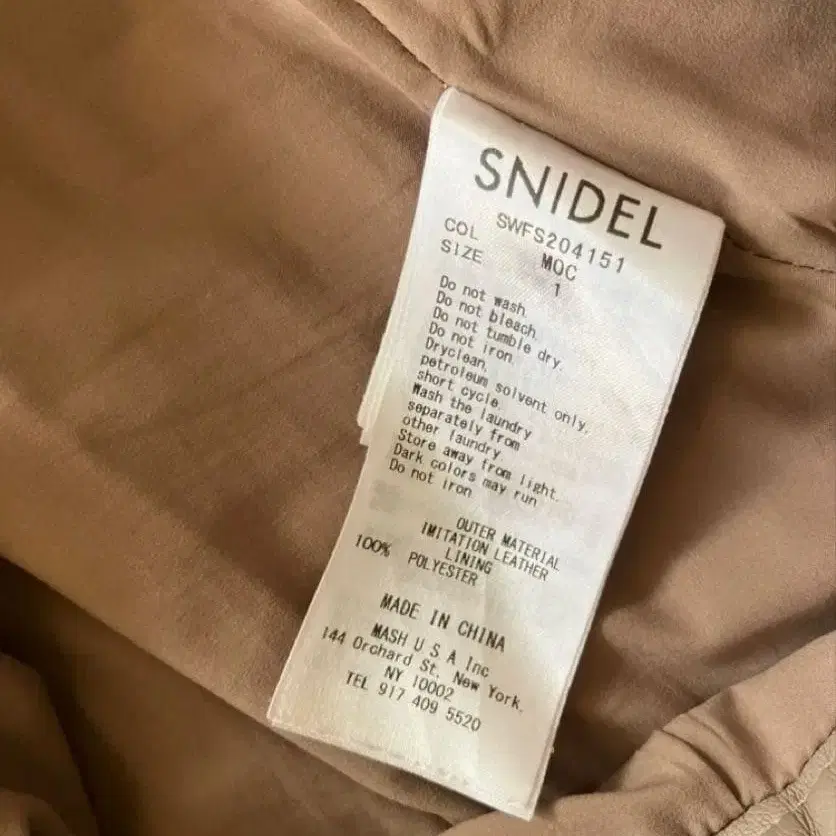 SNIDEL
SWFS204151
COL MOC
SIZE 1
Do not wash.
Do not bleach.
Do not tumble dry.
Do not iron.
Dryclean.
petroleum solvent only.
short cycle.
Wash the laundry
separately from
other laundry.
Store away from light.
Dark colors may run
Do not iron
OUTER MATERIAL
IMITATION LEATHER
LINING
100% POLYESTER
MADE IN CHINA
MASH U S A Inc
144 Orchard St. New York.
NY 10002
TEL 917 409 5520